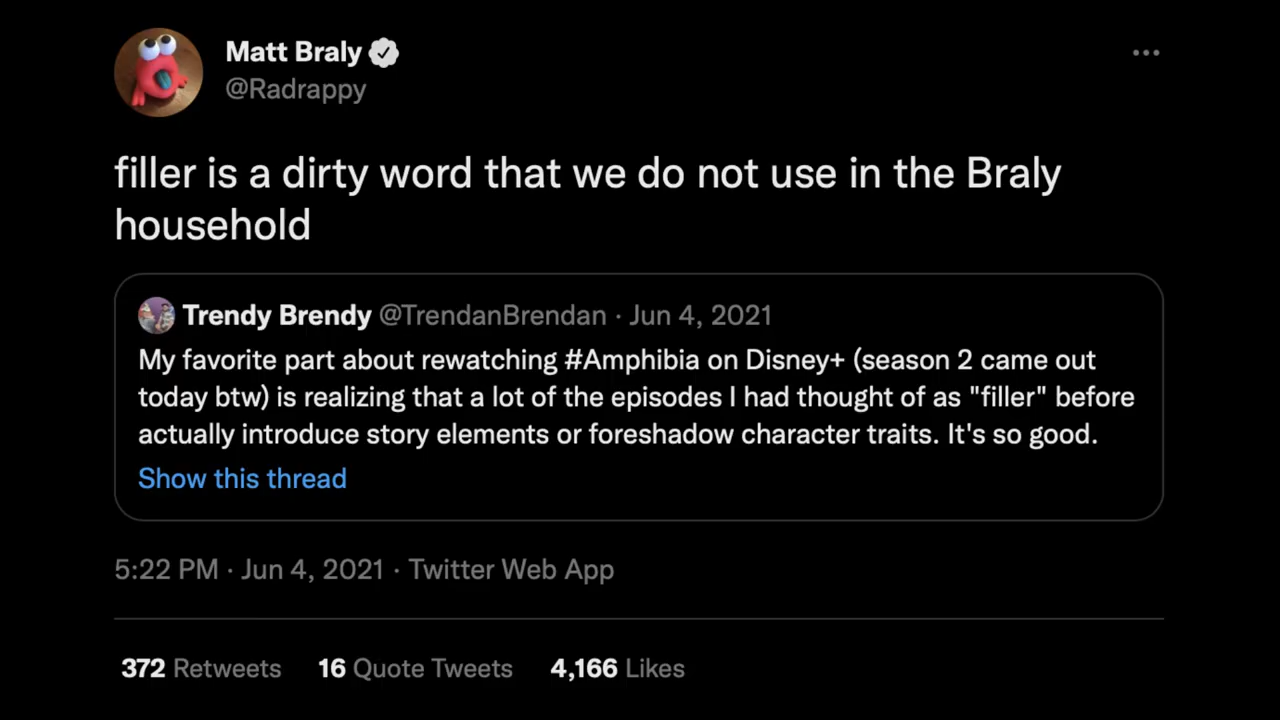 Matt Braly
@Radrappy
filler is a dirty word that we do not use in the Braly
household
Trendy Brendy @TrendanBrendan · Jun 4, 2021
My favorite part about rewatching #Amphibia on Disney+ (season 2 came out
today btw) is realizing that a lot of the episodes I had thought of as "filler" before
actually introduce story elements or foreshadow character traits. It's so good.
Show this thread
5:22 PM · Jun 4, 2021 · Twitter Web App
372 Retweets 16 Quote Tweets 4,166 Likes